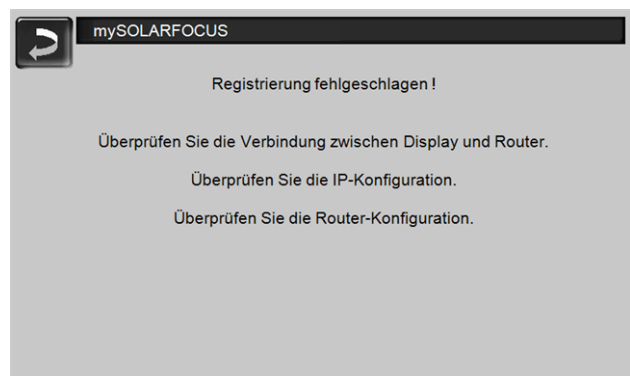 mySOLARFOCUS
Registrierung fehlgeschlagen !
Überprüfen Sie die Verbindung zwischen Display und Router.
Überprüfen Sie die IP-Konfiguration.
Überprüfen Sie die Router-Konfiguration.